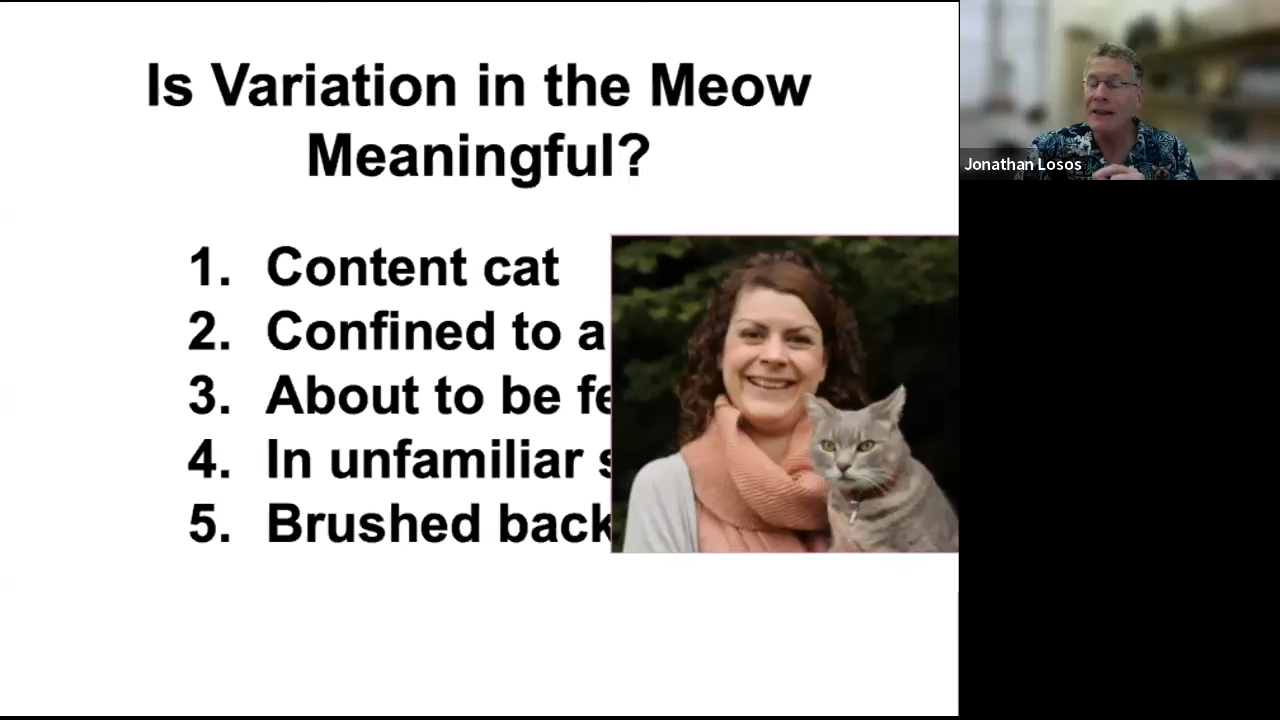 Is Variation in the Meow
Meaningful?
1. Content cat
2. Confined to a
3. About to be
4. In unfamiliar
5. Brushed back
Jonathan Losos